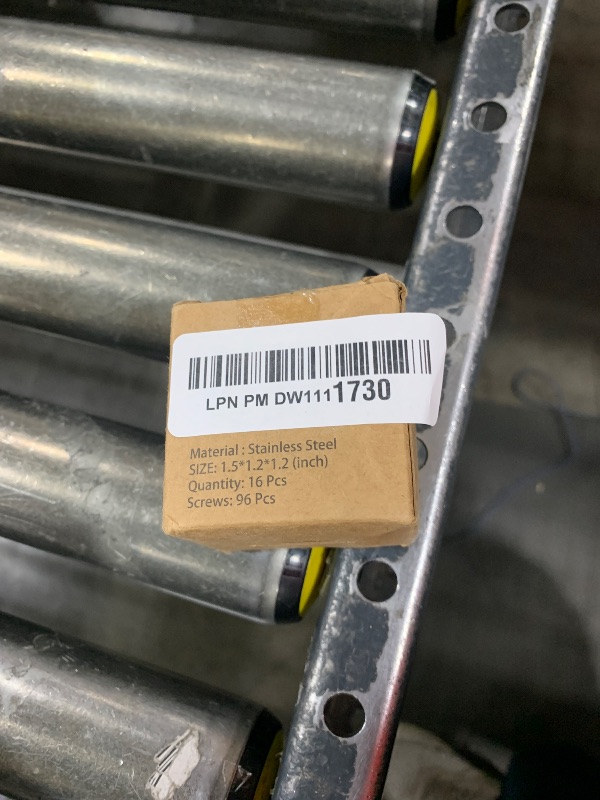 LPN PM DW1111730
Material : Stainless Steel
SIZE: 1.5*1.2*1.2 (inch)
Quantity: 16 Pcs
Screws: 96 Pcs